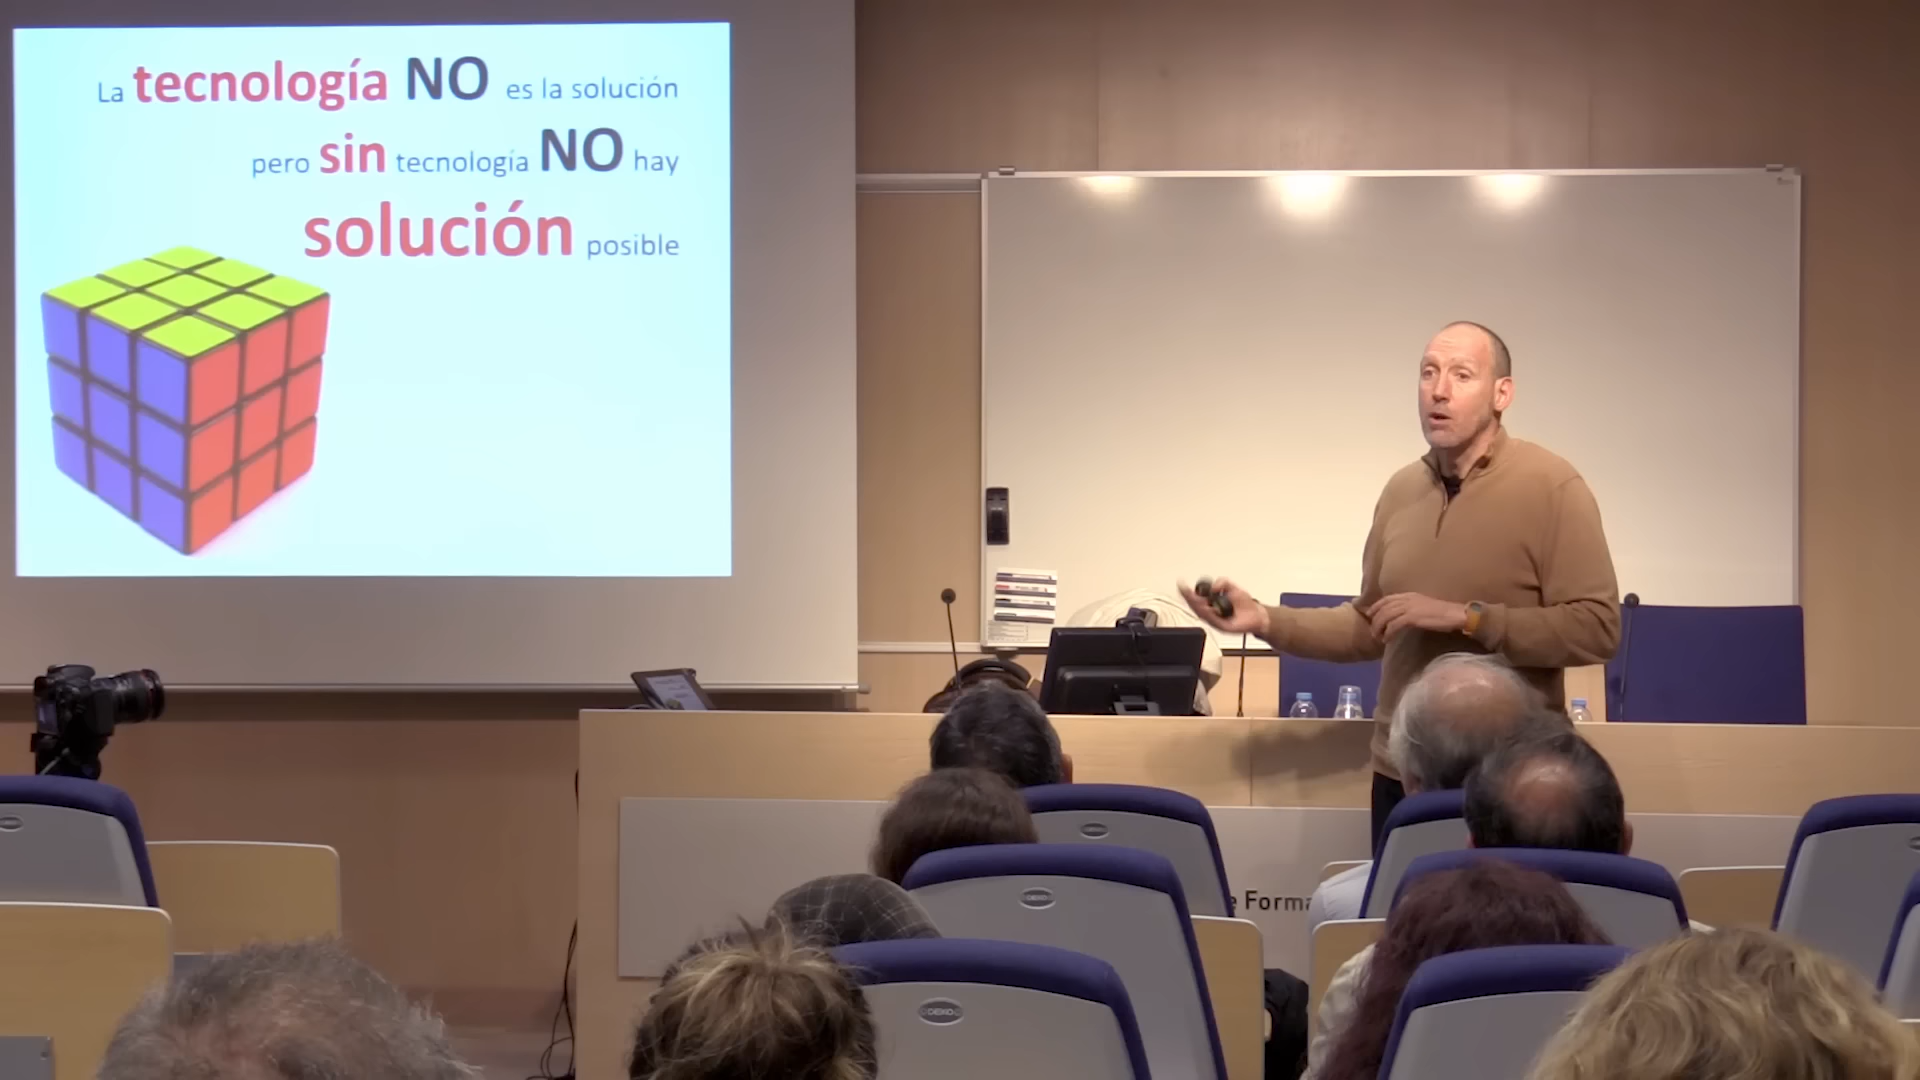 La tecnología NO es la solución
pero sin tecnología NO hay
solución posible
e Forma